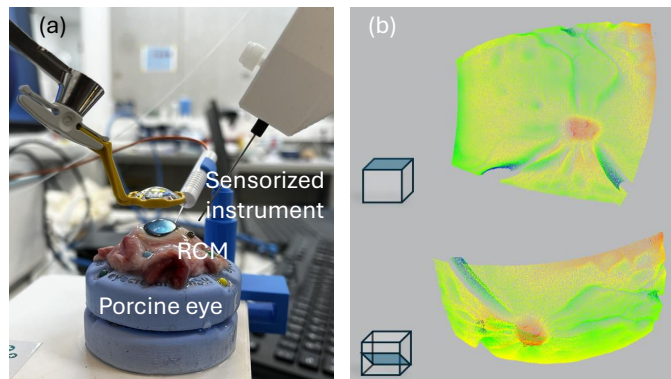 (a)
Sensorized
instrument
RCM
Porcine eye
(b)